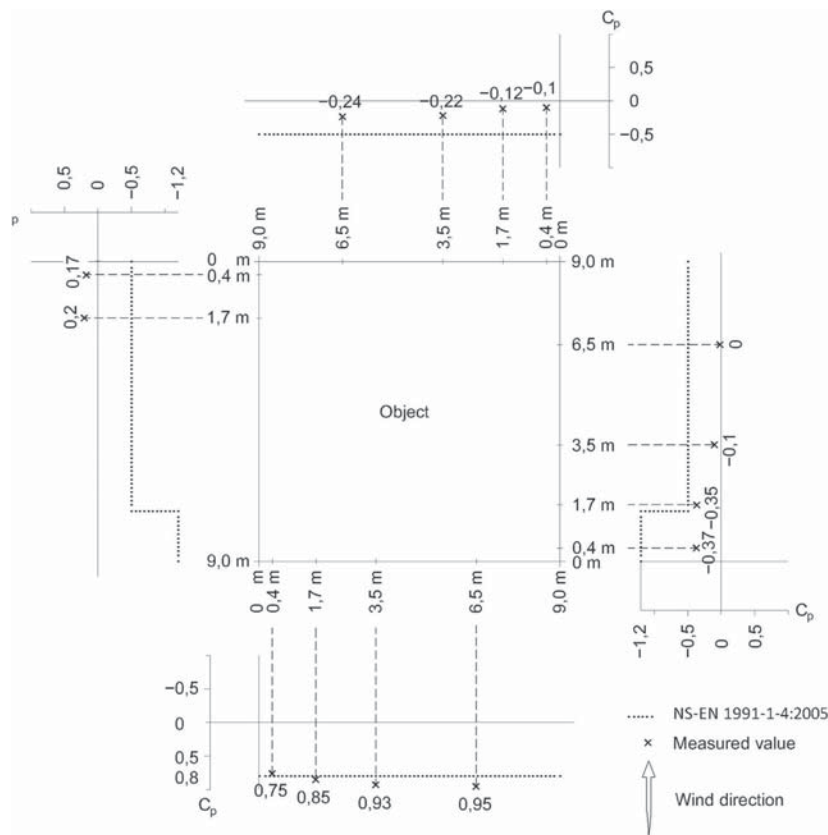 Cₚ
0,5
0
−0,5
−0,24
−0,22
−0,12
−0,1
9,0 m
6,5 m
3,5 m
1,7 m
0,4 m
0 m
0,5
0
−0,5
−1,2
p
0,17
0,2
0 m
0,4 m
1,7 m
9,0 m
Object
9,0 m
6,5 m
3,5 m
1,7 m
0,4 m
0 m
0
−0,1
−0,35
−0,37
−1,2
−0,5
0
0,5
Cₚ
0 m
0,4 m
1,7 m
3,5 m
6,5 m
9,0 m
−0,5
0
0,5
0,8
Cₚ
0,75
0,85
0,93
0,95
NS-EN 1991-1-4:2005
Measured value
Wind direction